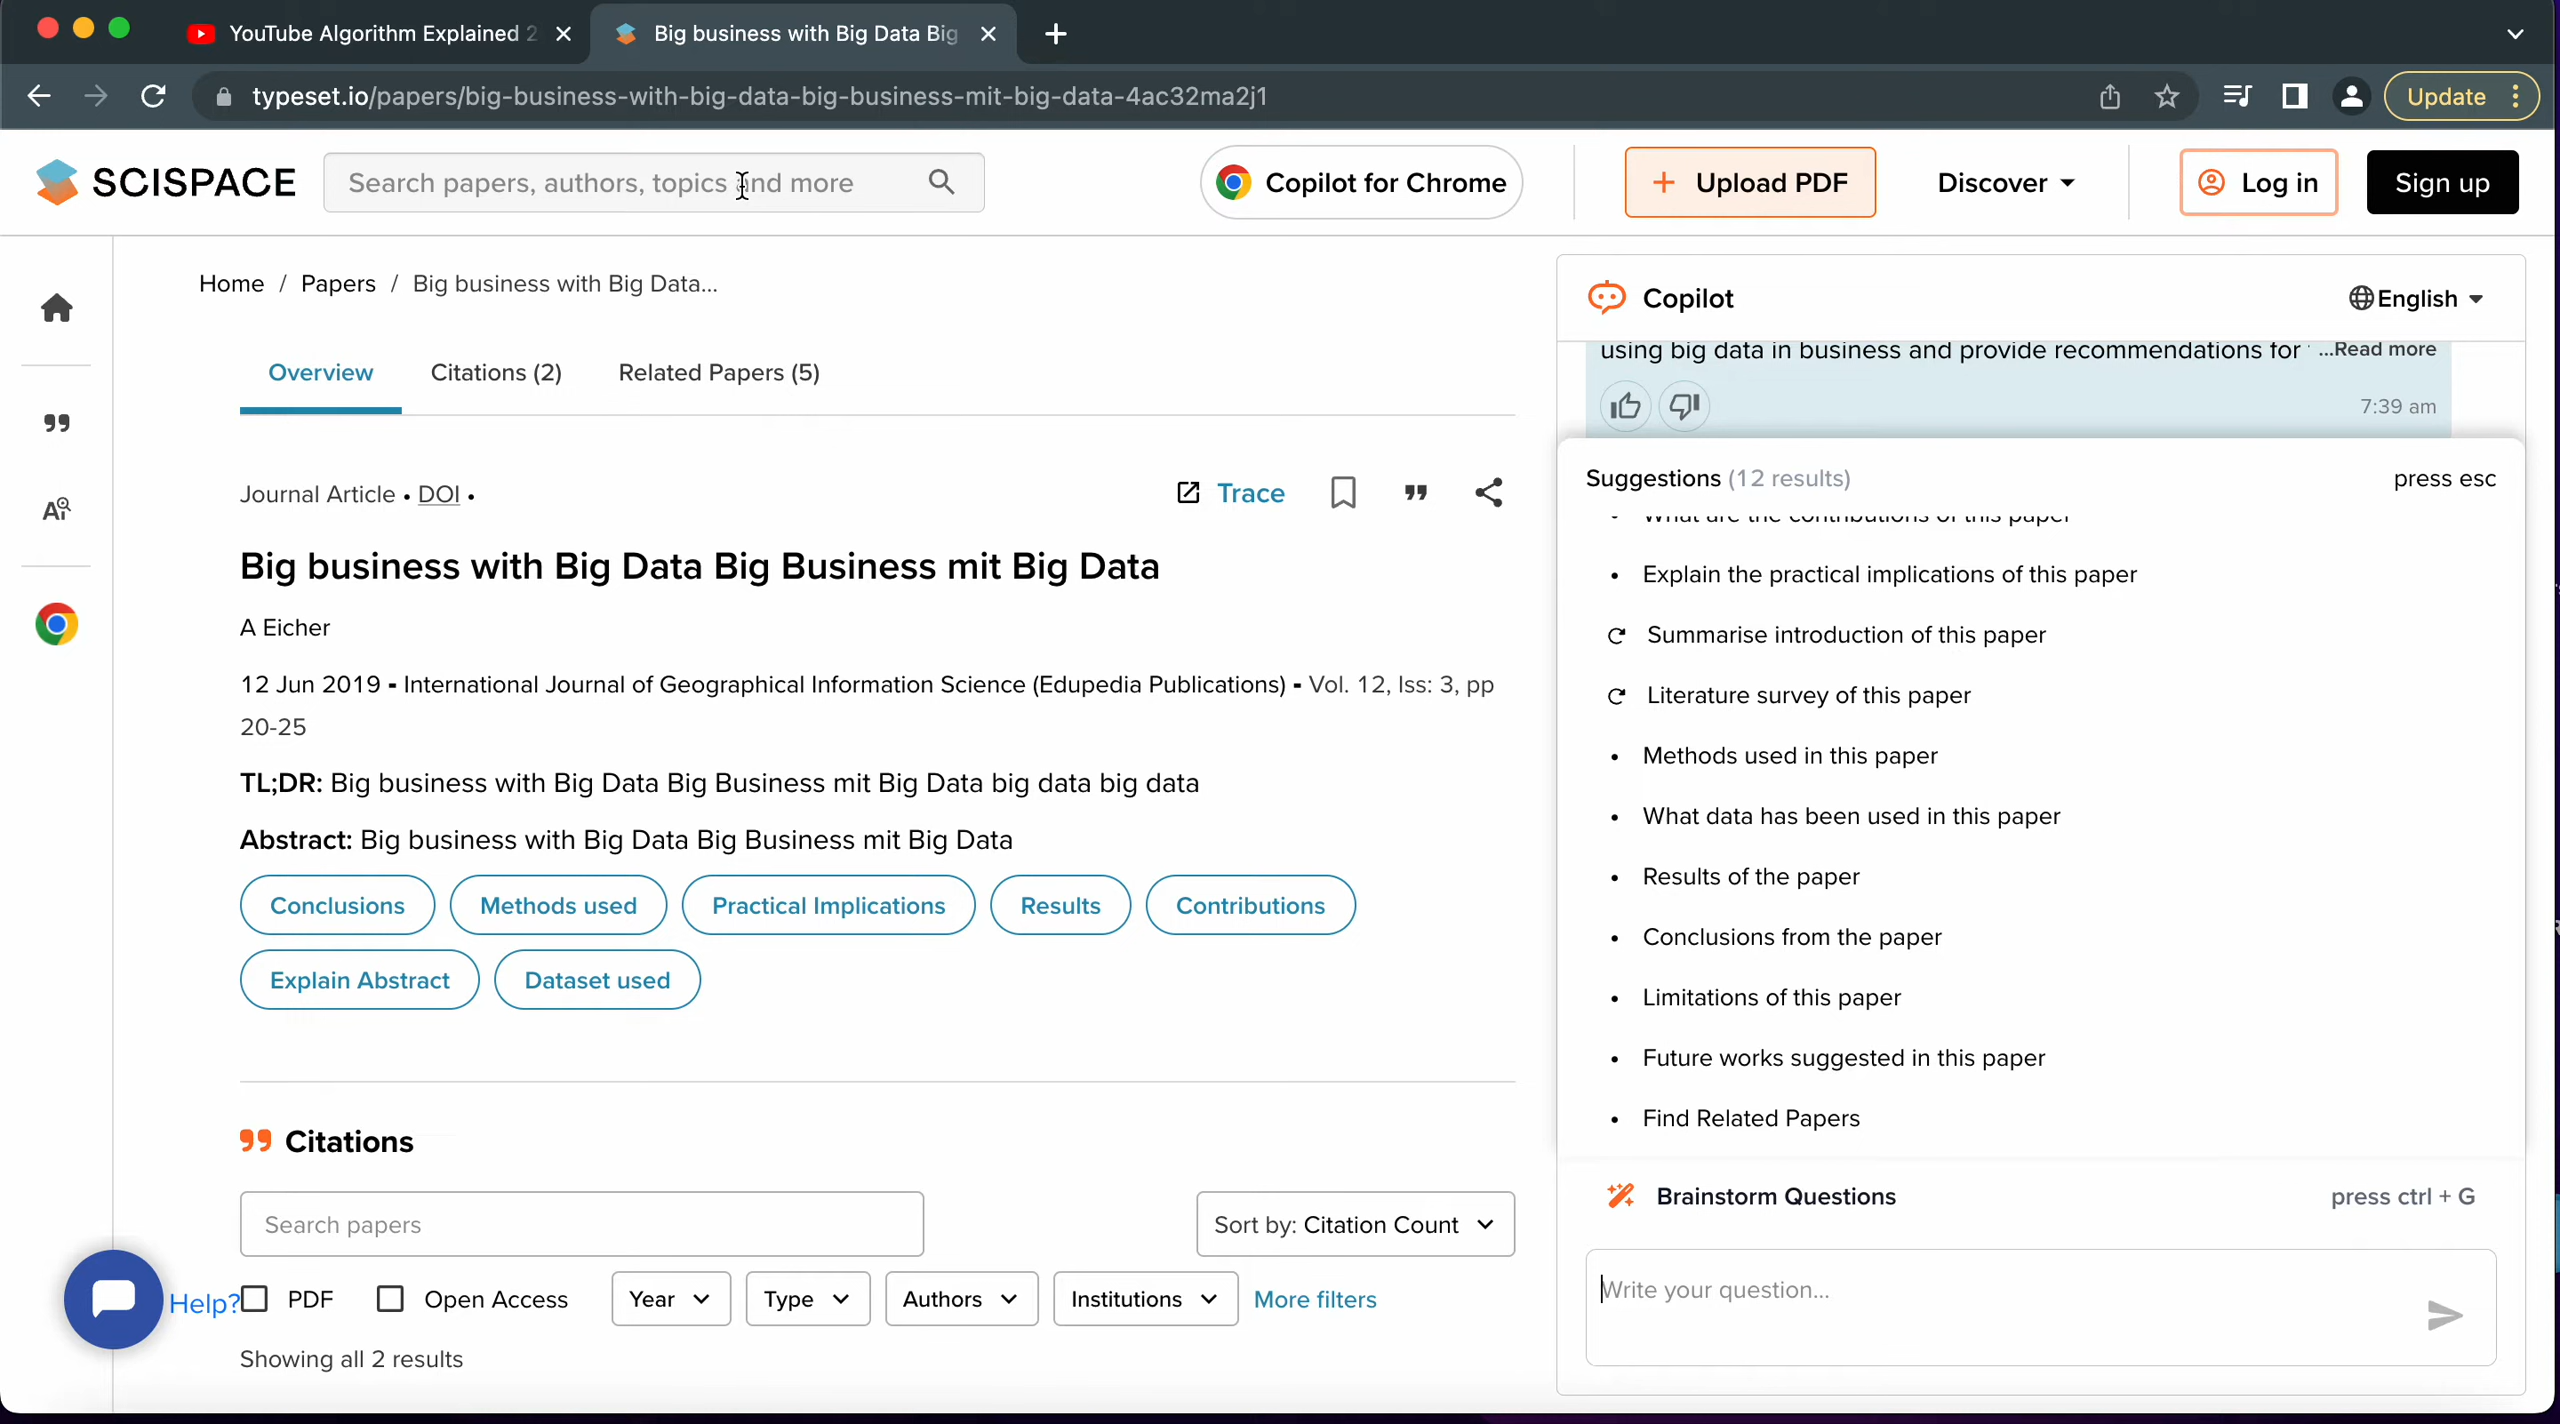 YouTube Algorithm Explained 2
Big business with Big Data Big
typeset.io/papers/big-business-with-big-data-big-business-mit-big-data-4ac32ma2j1
Update
SCISPACE
Search papers, authors, topics and more
Copilot for Chrome
+ Upload PDF
Discover
Log in
Sign up
Home / Papers / Big business with Big Data...
Overview
Citations (2)
Related Papers (5)
Journal Article • DOI •
Trace
Big business with Big Data Big Business mit Big Data
A Eicher
12 Jun 2019 - International Journal of Geographical Information Science (Edupedia Publications) - Vol. 12, Iss: 3, pp
20-25
TL;DR: Big business with Big Data Big Business mit Big Data big data big data
Abstract: Big business with Big Data Big Business mit Big Data
Conclusions
Methods used
Practical Implications
Results
Contributions
Explain Abstract
Dataset used
Citations
Search papers
Sort by: Citation Count
Help?
PDF
Open Access
Year
Type
Authors
Institutions
More filters
Showing all 2 results
Copilot
English
using big data in business and provide recommendations for ...Read more
7:39 am
Suggestions (12 results)
press esc
What are the contributions of this paper
• Explain the practical implications of this paper
Summarise introduction of this paper
Literature survey of this paper
• Methods used in this paper
• What data has been used in this paper
• Results of the paper
• Conclusions from the paper
• Limitations of this paper
• Future works suggested in this paper
• Find Related Papers
Brainstorm Questions
press ctrl + G
Write your question...